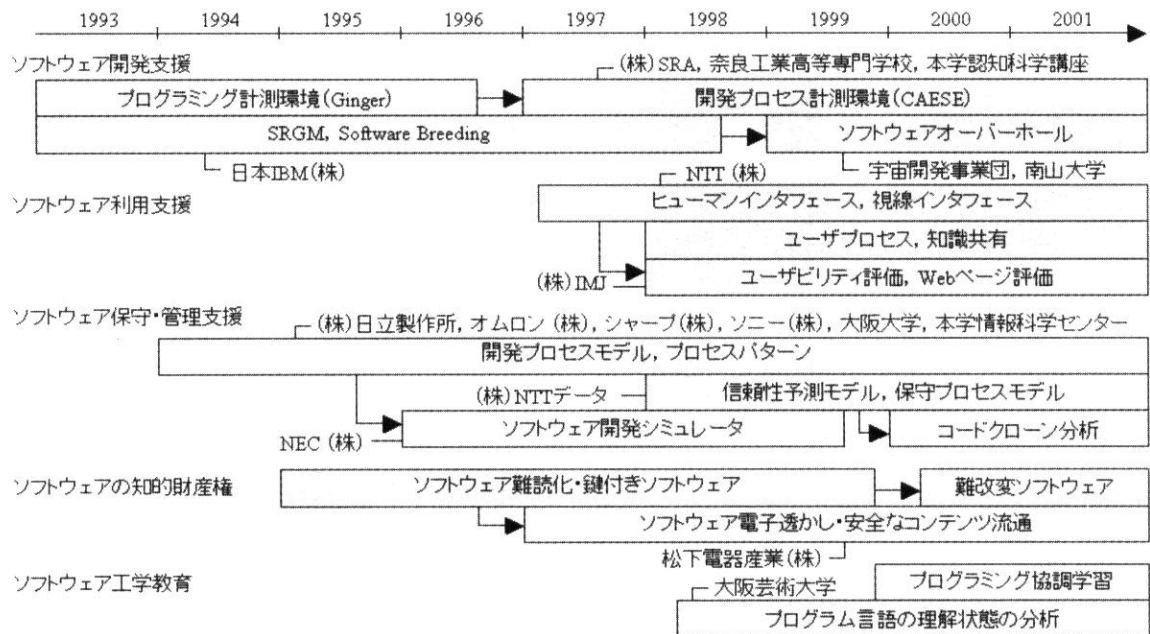 1993 1994 1995 1996 1997 1998 1999 2000 2001
ソフトウェア開発支援
(株)SRA, 奈良工業高等専門学校, 本学認知科学講座
プログラミング計測環境(Ginger)
開発プロセス計測環境(CAESE)
SRGM, Software Breeding
ソフトウェアオーバーホール
日本IBM(株)
宇宙開発事業団, 南山大学
NTT (株)
ソフトウェア利用支援
ヒューマンインタフェース, 視線インタフェース
ユーザプロセス, 知識共有
(株)IMJ
ユーザビリティ評価, Webページ評価
ソフトウェア保守・管理支援
(株)日立製作所, オムロン (株), シャープ(株), ソニー(株), 大阪大学, 本学情報科学センター
開発プロセスモデル, プロセスパターン
(株)NTTデータ
信頼性予測モデル, 保守プロセスモデル
NEC (株)
ソフトウェア開発シミュレータ
コードクローン分析
ソフトウェアの知的財産権
ソフトウェア難読化・鍵付きソフトウェア
難改変ソフトウェア
ソフトウェア電子透かし・安全なコンテンツ流通
松下電器産業(株)
ソフトウェア工学教育
大阪芸術大学
プログラミング協調学習
プログラム言語の理解状態の分析